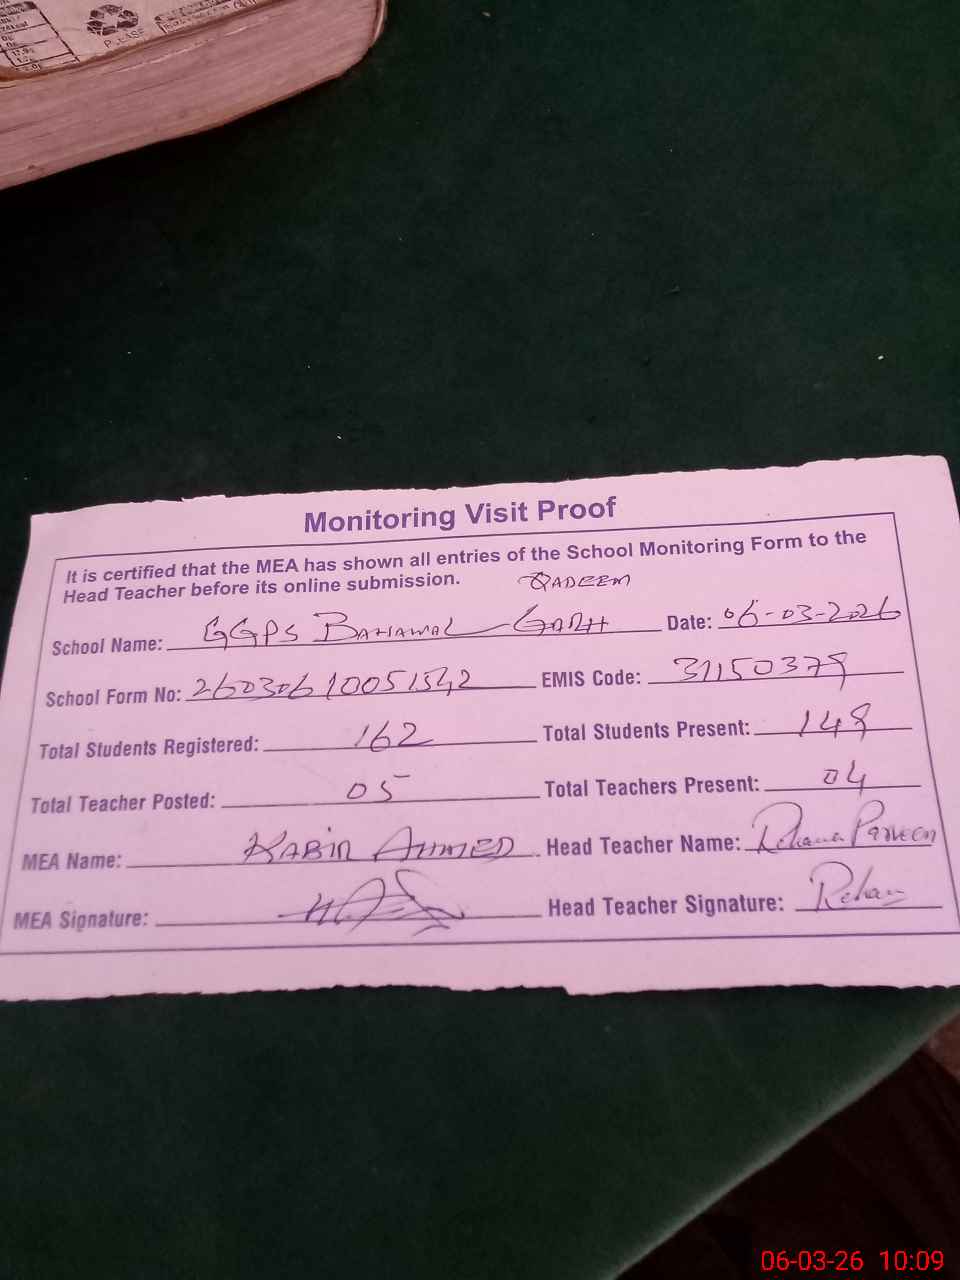 PLEASE
Monitoring Visit Proof
It is certified that the MEA has shown all entries of the School Monitoring Form to the
Head Teacher before its online submission.
QADEEM
School Name: GGPS BAHAWAL GARH Date: 06-03-2026
School Form No: 26030610051542 EMIS Code: 31150379
Total Students Registered: 162 Total Students Present: 149
Total Teacher Posted: 05 Total Teachers Present: 04
MEA Name: KABIR AHMED Head Teacher Name: Rehana Parveen
MEA Signature: Head Teacher Signature: Rehan
06-03-26 10:09